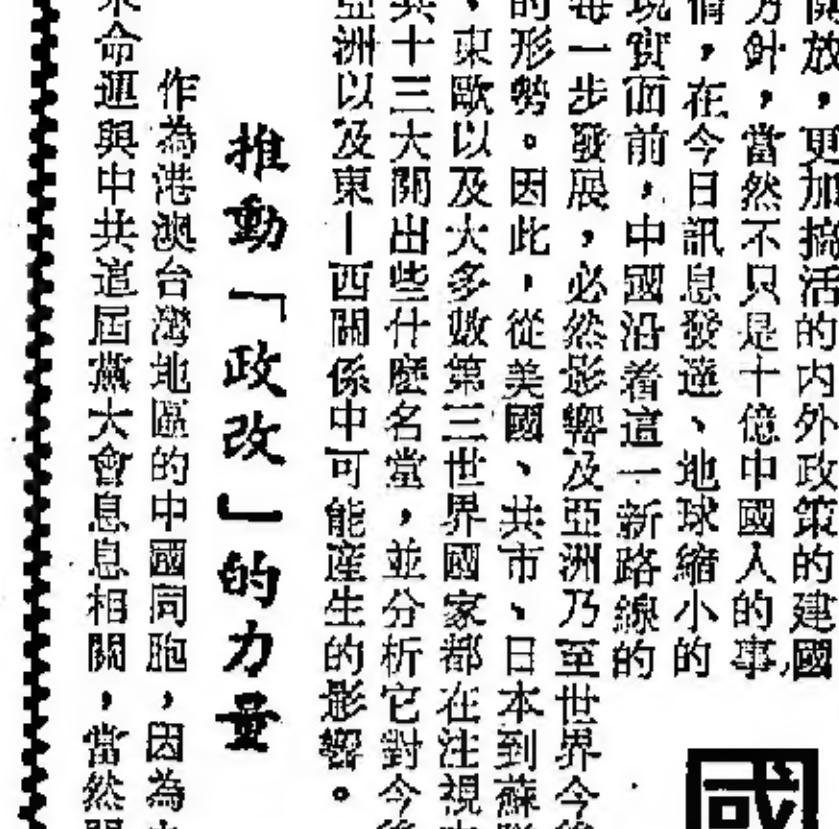 開放，更加搞活的內外政策的建國
方針，當然不只是十億中國人的事
情，在今日訊息發達、地球縮小的
現實面前，中國沿着這一新路線的
每一步發展，必然影響及亞洲乃至世界今後
的形勢。因此，從美國、共市、日本到蘇聯
、東歐以及大多數第三世界國家都在注視
共十三大開出些什麼名堂，並分析它對今後
亞洲以及東—西關係中可能產生的影響。
推動「政改」的力量
作為港澳台灣地區的中國同胞，因為
來命運與中共這屆黨大會息息相關，當然關
國